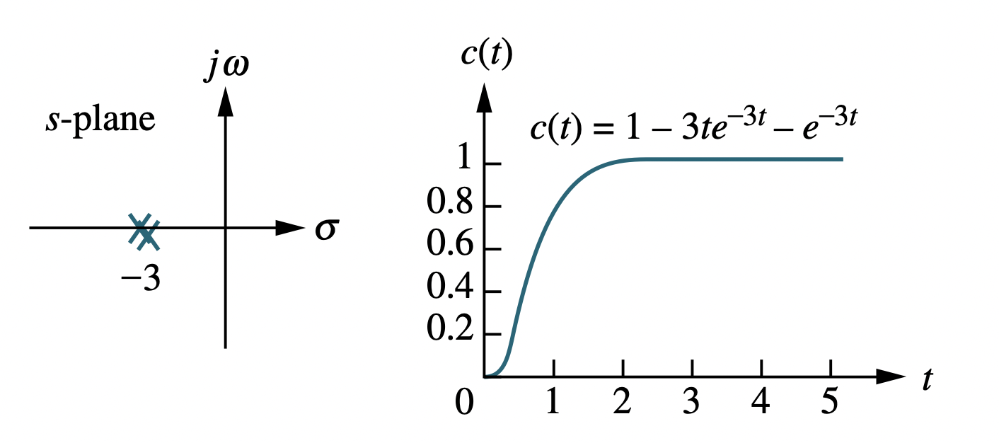 jω
s-plane
σ
−3
c(t)
c(t) = 1 − 3te⁻³ᵗ − e⁻³ᵗ
1
0.8
0.6
0.4
0.2
0 1 2 3 4 5 t